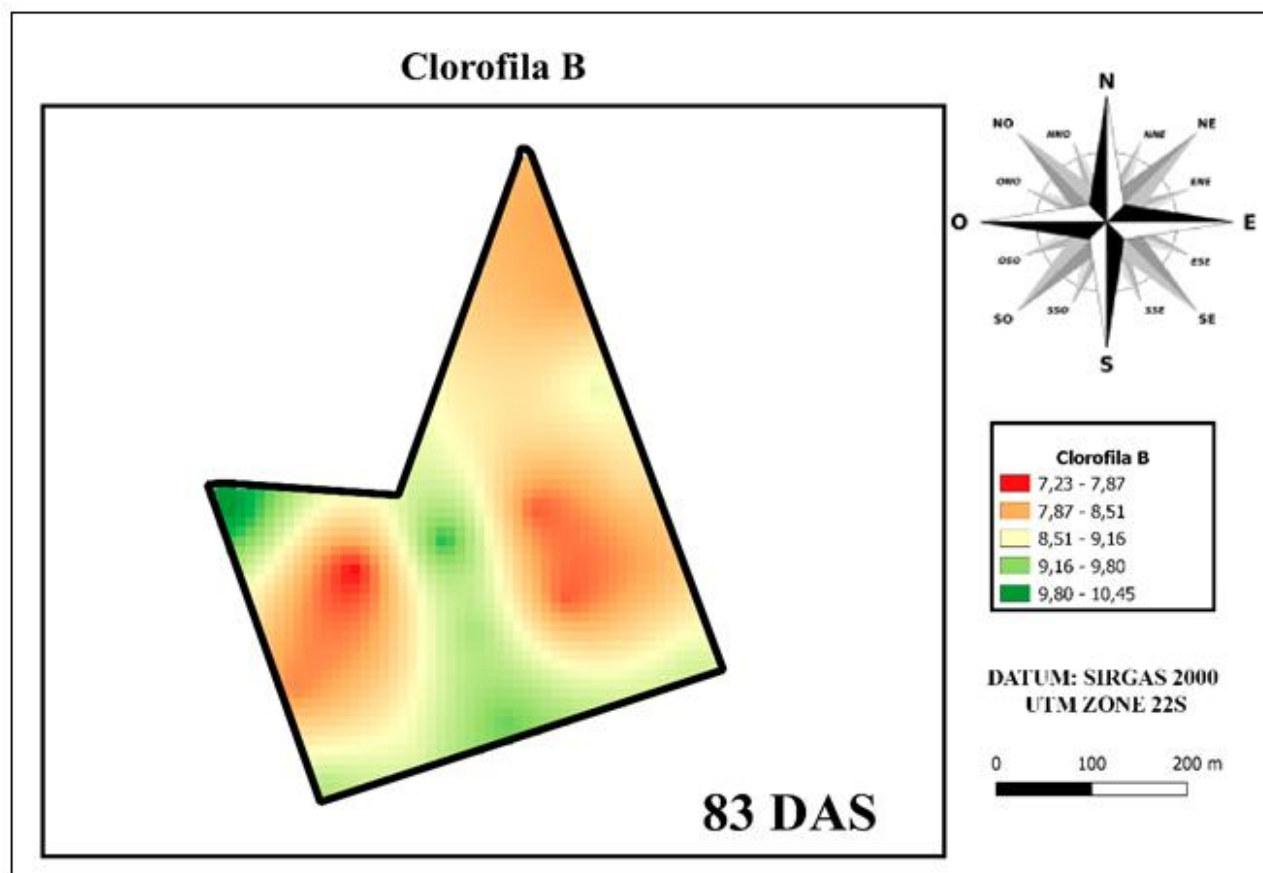 Clorofila B
N
NO
NE
NNO
NNE
ONO
ENE
O
E
OSO
ESE
SO
SSO
SSE
SE
S
Clorofila B
7,23 - 7,87
7,87 - 8,51
8,51 - 9,16
9,16 - 9,80
9,80 - 10,45
DATUM: SIRGAS 2000
UTM ZONE 22S
0 100 200 m
83 DAS